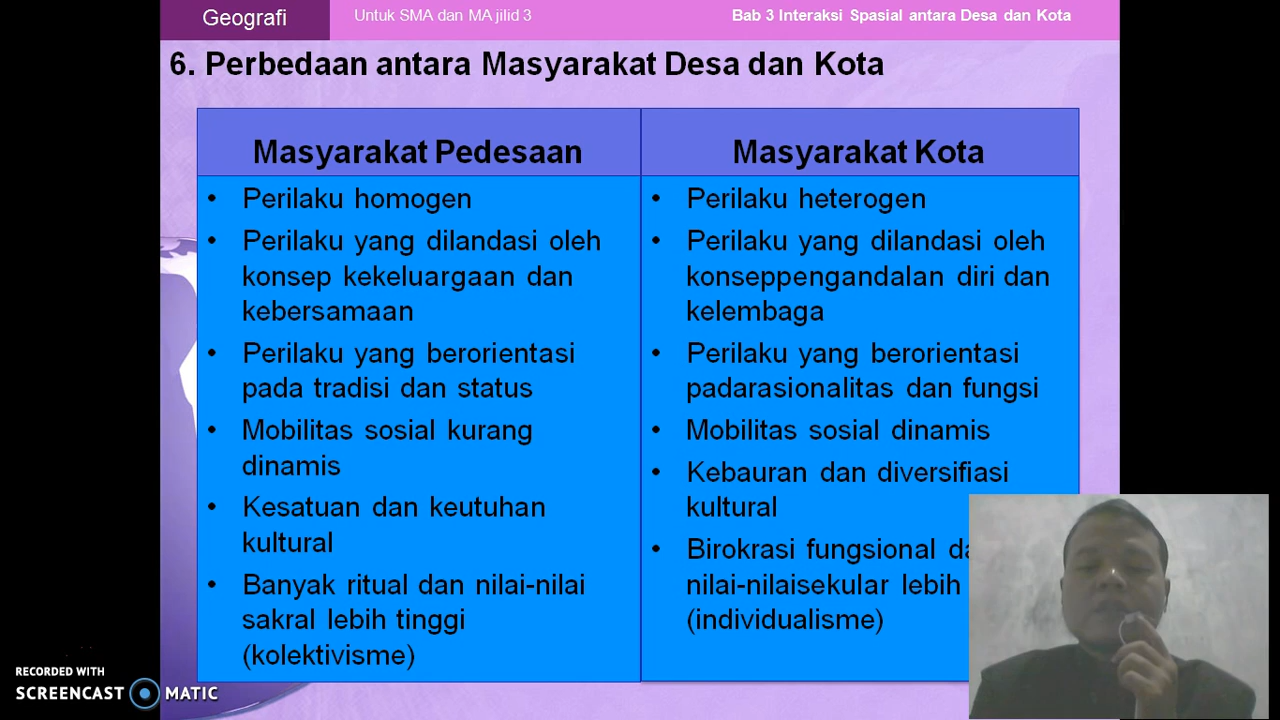 Geografi
Untuk SMA dan MA jilid 3
Bab 3 Interaksi Spasial antara Desa dan Kota
6. Perbedaan antara Masyarakat Desa dan Kota
Masyarakat Pedesaan
• Perilaku homogen
• Perilaku yang dilandasi oleh
konsep kekeluargaan dan
kebersamaan
• Perilaku yang berorientasi
pada tradisi dan status
• Mobilitas sosial kurang
dinamis
• Kesatuan dan keutuhan
kultural
• Banyak ritual dan nilai-nilai
sakral lebih tinggi
(kolektivisme)
Masyarakat Kota
• Perilaku heterogen
• Perilaku yang dilandasi oleh
konseppengandalan diri dan
kelembaga
• Perilaku yang berorientasi
padarasionalitas dan fungsi
• Mobilitas sosial dinamis
• Kebauran dan diversifiasi
kultural
• Birokrasi fungsional
nilai-nilaisekular lebih
(individualisme)
RECORDED WITH
SCREENCAST MATIC